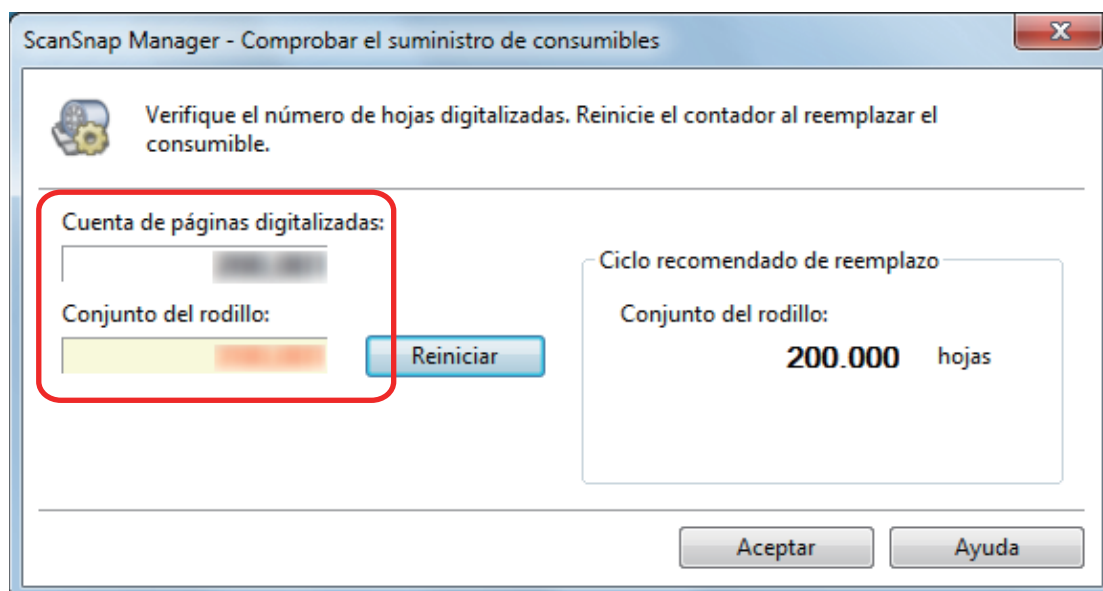 ScanSnap Manager - Comprobar el suministro de consumibles
Verifique el número de hojas digitalizadas. Reinicie el contador al reemplazar el
consumible.
Cuenta de páginas digitalizadas:
Ciclo recomendado de reemplazo
Conjunto del rodillo:
Conjunto del rodillo:
Reiniciar
200.000 hojas
Aceptar
Ayuda